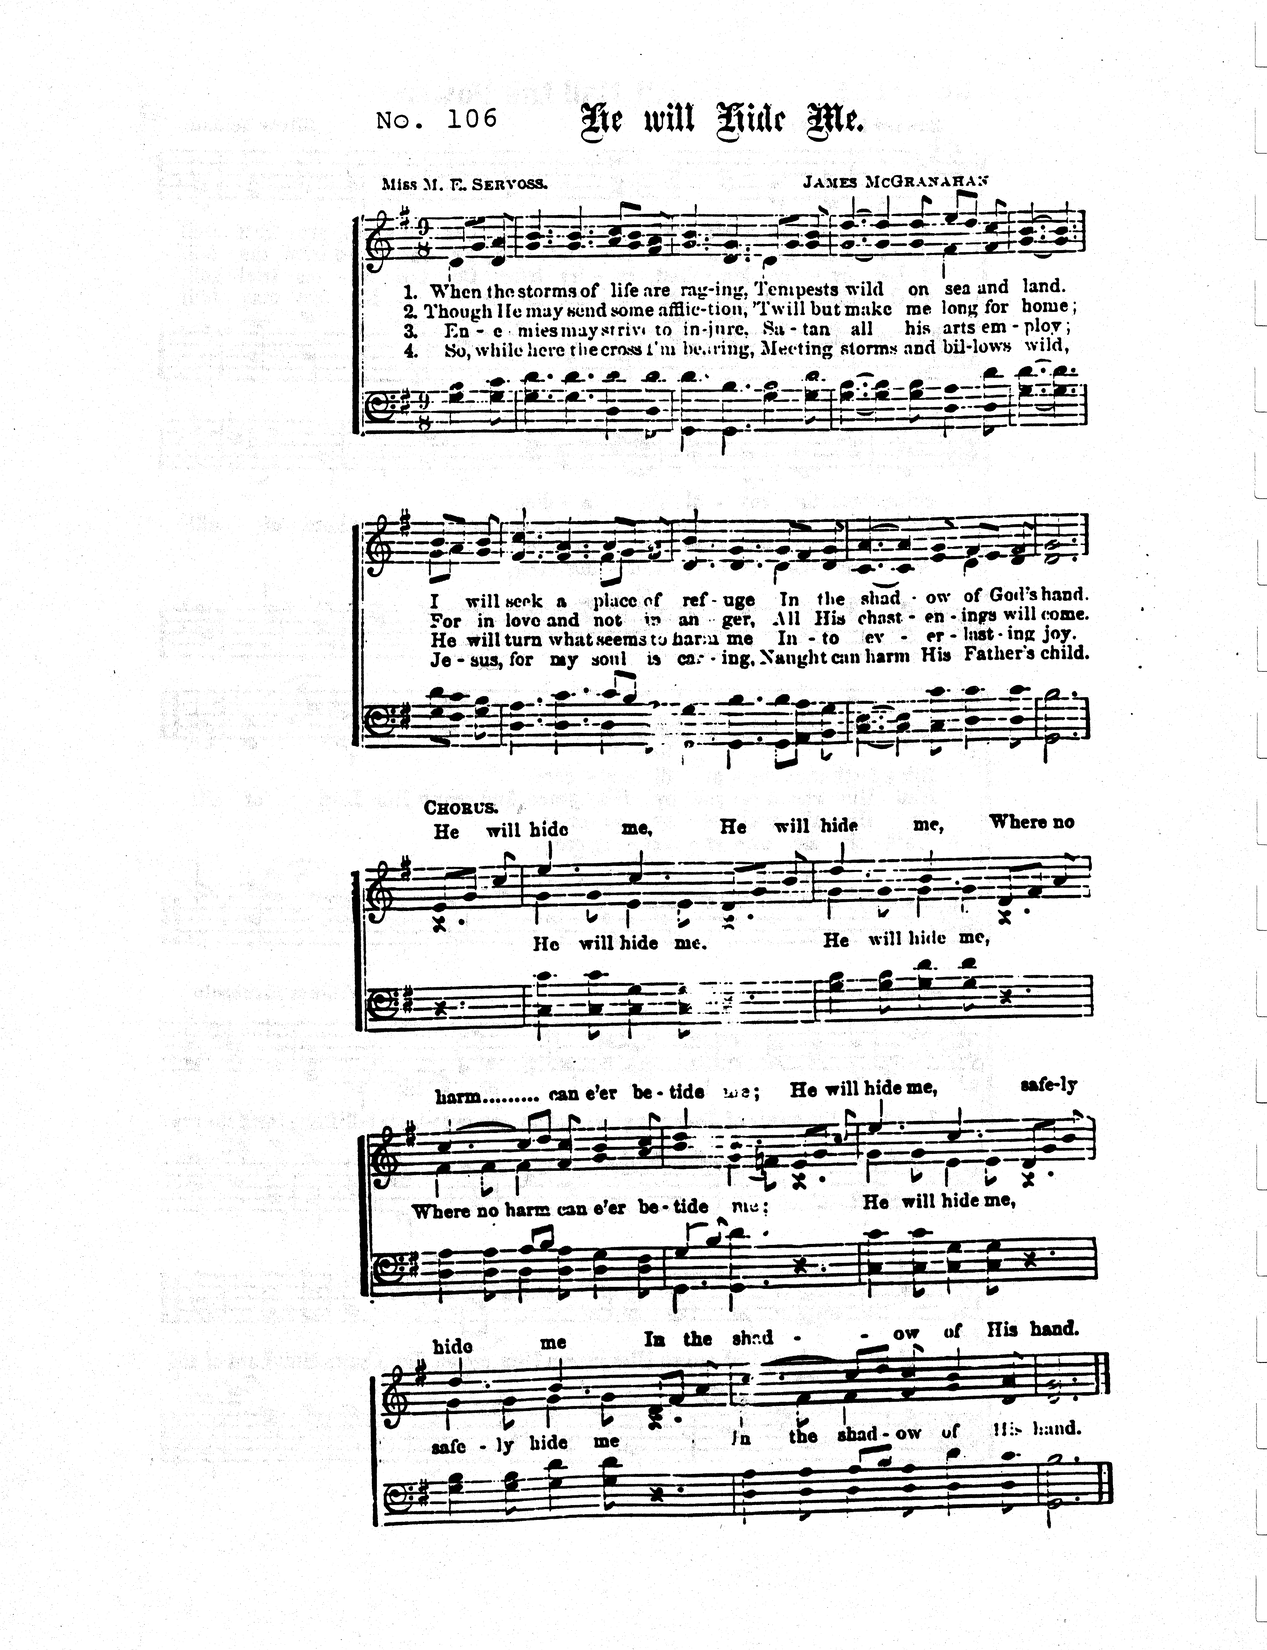 No. 106 He will Hide Me.
Miss M. E. SERVOSS. JAMES MCGRANAHAN
1. When the storms of life are rag-ing, Tempests wild on sea and land.
2. Though He may send some afflic-tion, 'Twill but make me long for home;
3. En-e-mies may strive to in-jure, Sa-tan all his arts em-ploy;
4. So, while here the cross I'm bearing, Meeting storms and bil-lows wild,
I will seek a place of ref-uge In the shad-ow of God's hand.
For in love and not in an-ger, All His chast-en-ings will come.
He will turn what seems to harm me In-to ev-er-last-ing joy.
Je-sus, for my soul is car-ing, Naught can harm His Father's child.
CHORUS.
He will hide me, He will hide me, Where no
He will hide me. He will hide me,
harm......... can e'er be-tide me; He will hide me, safe-ly
Where no harm can e'er be-tide me; He will hide me,
hide me In the shad - - ow of His hand.
safe-ly hide me In the shad-ow of His hand.